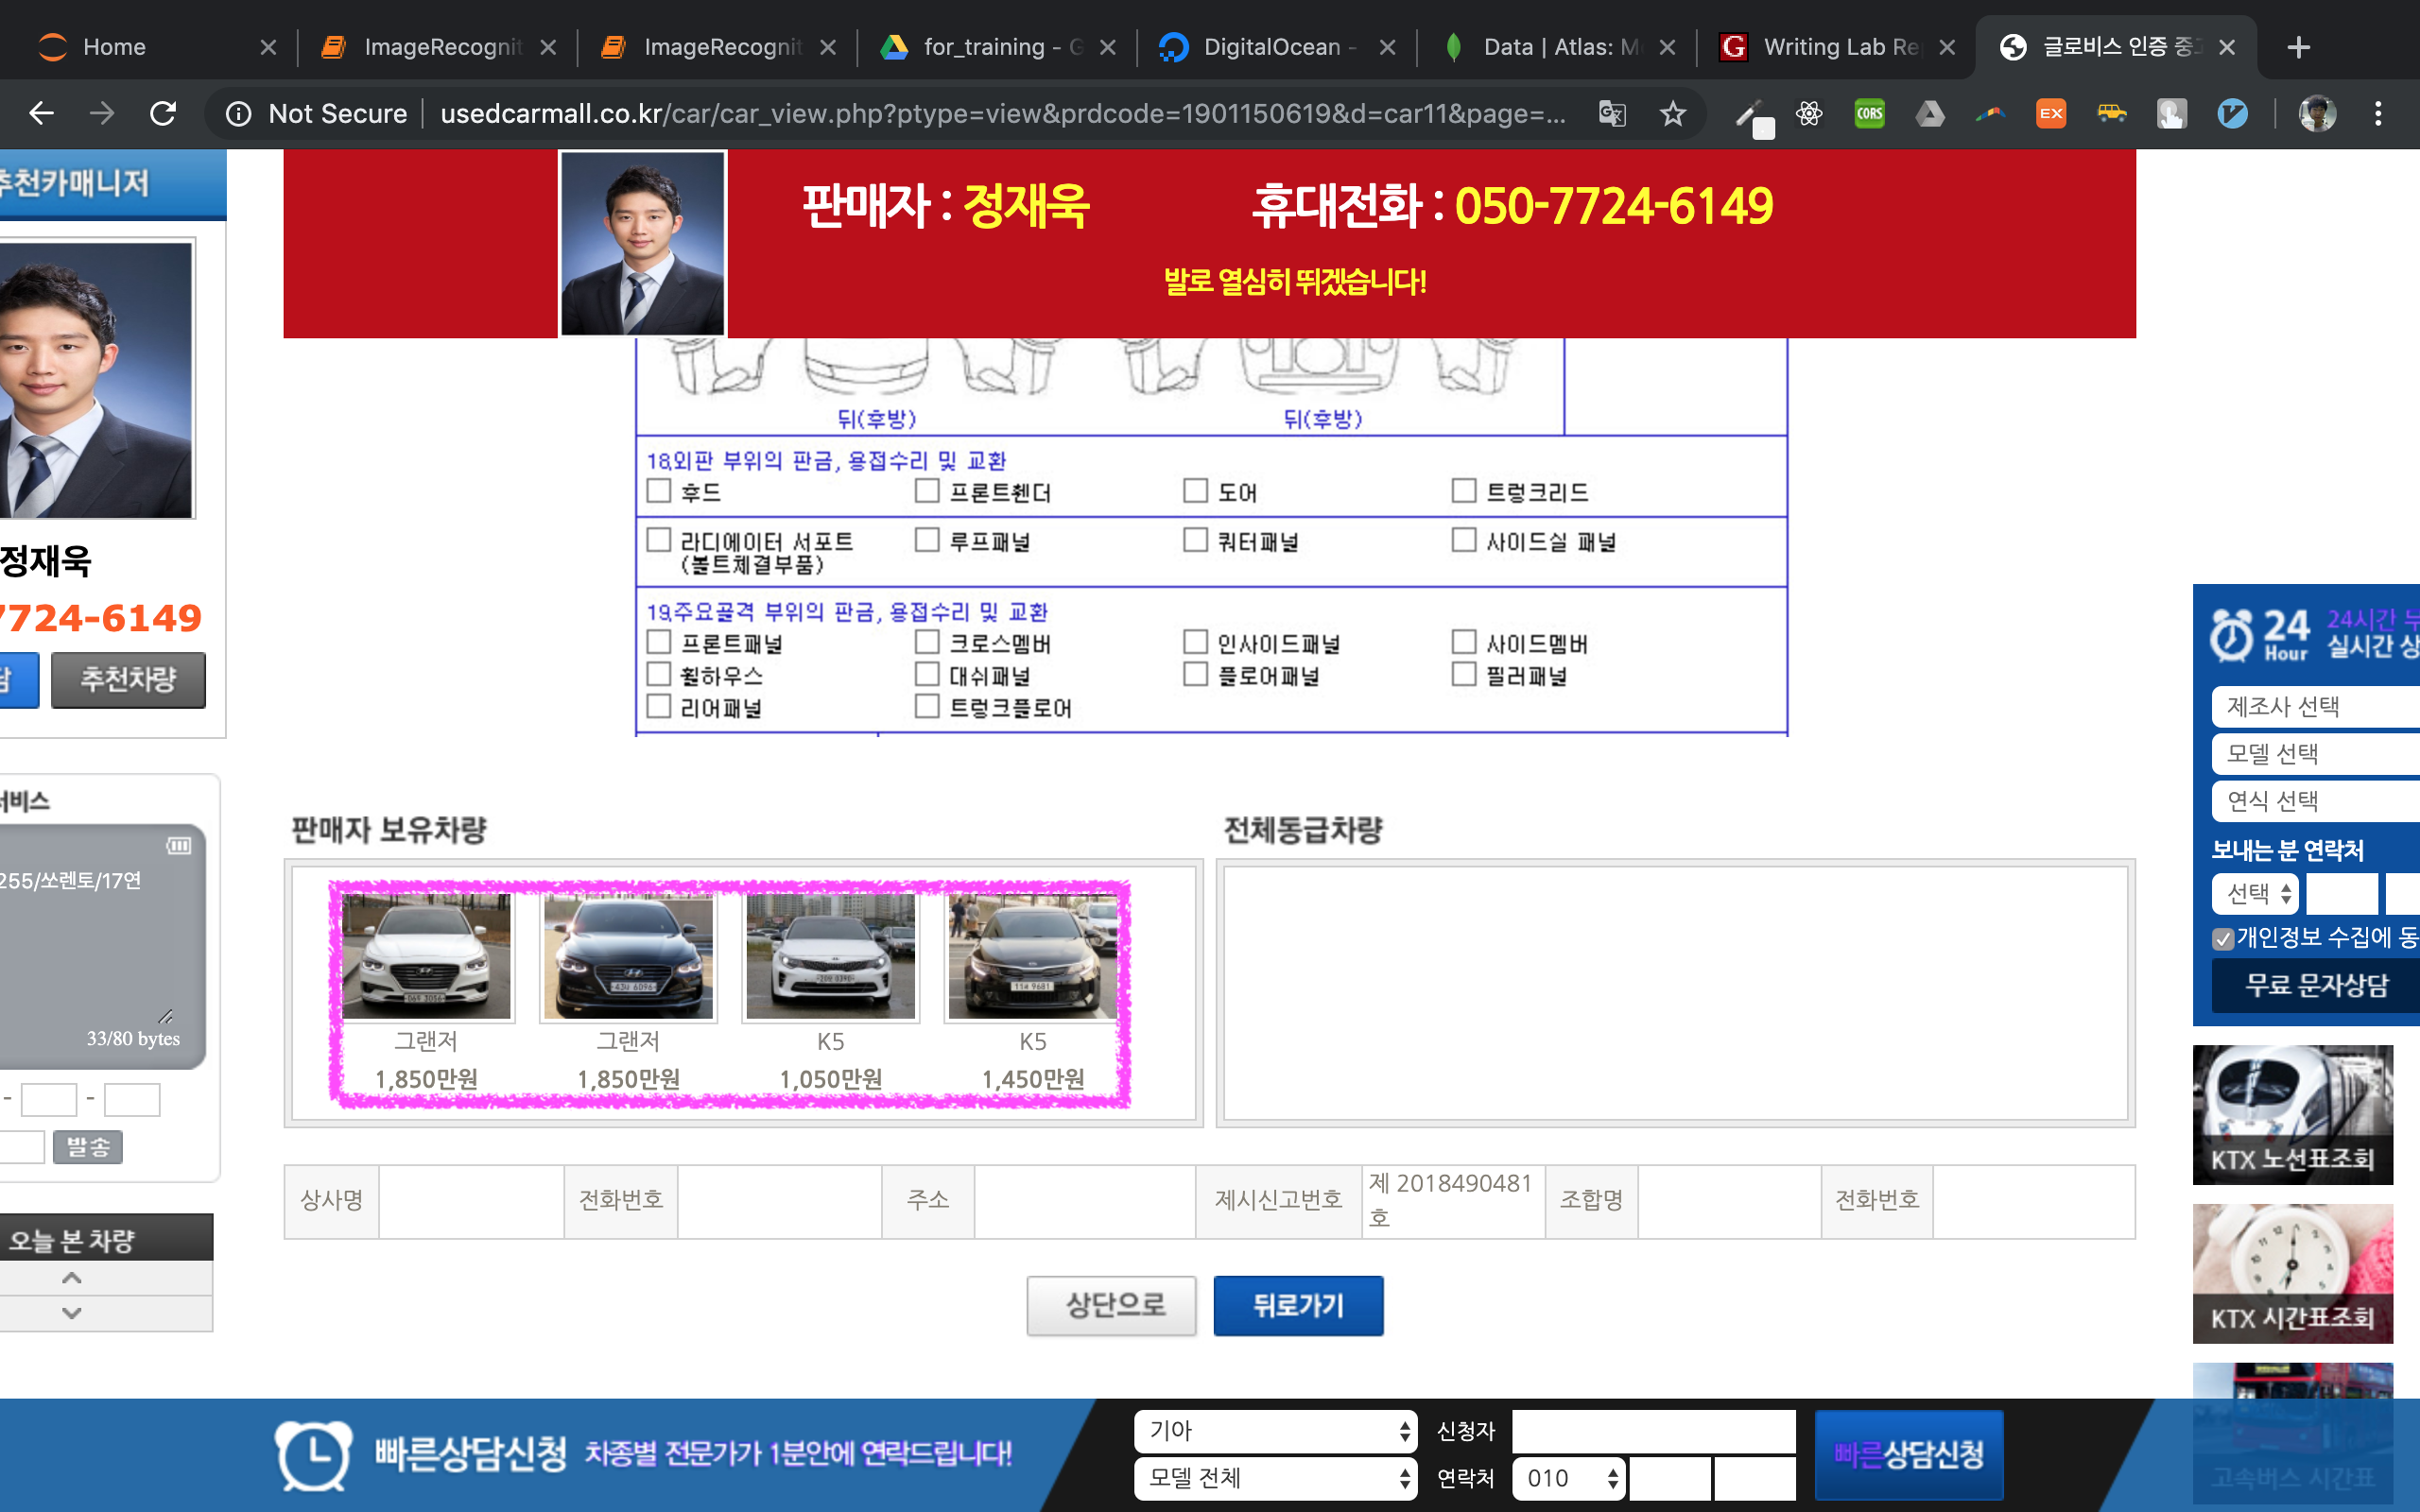 Home
ImageRecognit
ImageRecognit
for_training - G
DigitalOcean -
Data | Atlas: M
Writing Lab Re
글로비스 인증 중고
Not Secure
usedcarmall.co.kr/car/car_view.php?ptype=view&prdcode=1901150619&d=car11&page=...
CORS
EX
추천카매니저
판매자 : 정재욱
휴대전화 : 050-7724-6149
발로 열심히 뛰겠습니다!
정재욱
7724-6149
담
추천차량
뒤(후방)
뒤(후방)
18.외판 부위의 판금, 용접수리 및 교환
후드
프론트휀더
도어
트렁크리드
라디에이터 서포트
(볼트체결부품)
루프패널
쿼터패널
사이드실 패널
19.주요골격 부위의 판금, 용접수리 및 교환
프론트패널
크로스멤버
인사이드패널
사이드멤버
휠하우스
대쉬패널
플로어패널
필러패널
리어패널
트렁크플로어
24
Hour
24시간 무
실시간 상
제조사 선택
모델 선택
연식 선택
보내는 분 연락처
선택
개인정보 수집에 동
무료 문자상담
서비스
255/쏘렌토/17연
33/80 bytes
-
-
발송
판매자 보유차량
전체동급차량
그랜저
1,850만원
그랜저
1,850만원
K5
1,050만원
K5
1,450만원
상사명
전화번호
주소
제시신고번호
제 2018490481
호
조합명
전화번호
오늘 본 차량
상단으로
뒤로가기
KTX 노선표조회
KTX 시간표조회
고속버스 시간표
빠른상담신청
차종별 전문가가 1분안에 연락드립니다!
기아
신청자
모델 전체
연락처
010
빠른상담신청